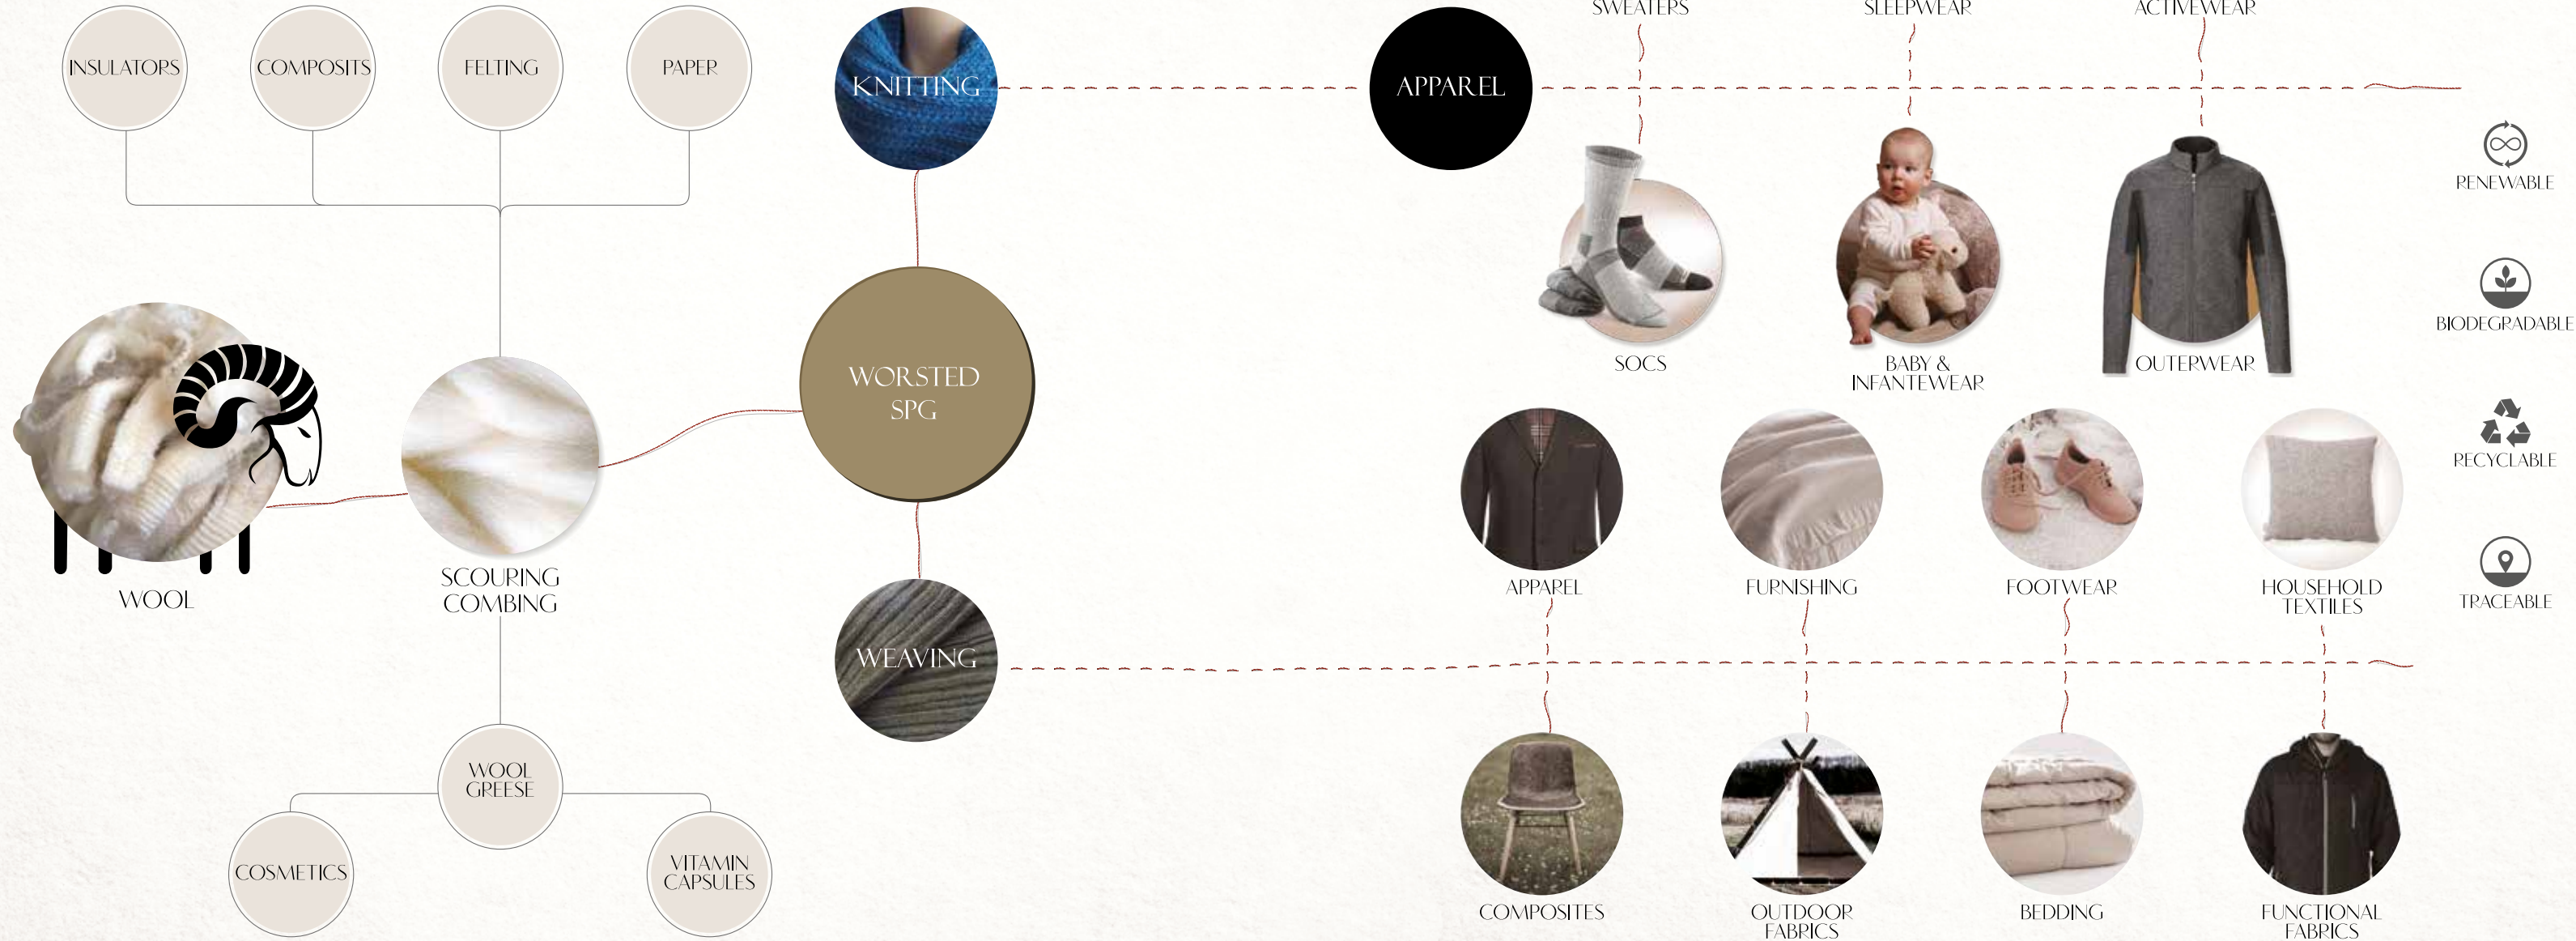 SWEATERS
SLEEPWEAR
ACTIVEWEAR
INSULATORS
COMPOSITS
FELTING
PAPER
KNITTING
APPAREL
RENEWABLE
BIODEGRADABLE
SOCS
BABY &
INFANTEWEAR
OUTERWEAR
WORSTED
SPG
RECYCLABLE
WOOL
SCOURING
COMBING
APPAREL
FURNISHING
FOOTWEAR
HOUSEHOLD
TEXTILES
TRACEABLE
WEAVING
WOOL
GREESE
COSMETICS
VITAMIN
CAPSULES
COMPOSITES
OUTDOOR
FABRICS
BEDDING
FUNCTIONAL
FABRICS